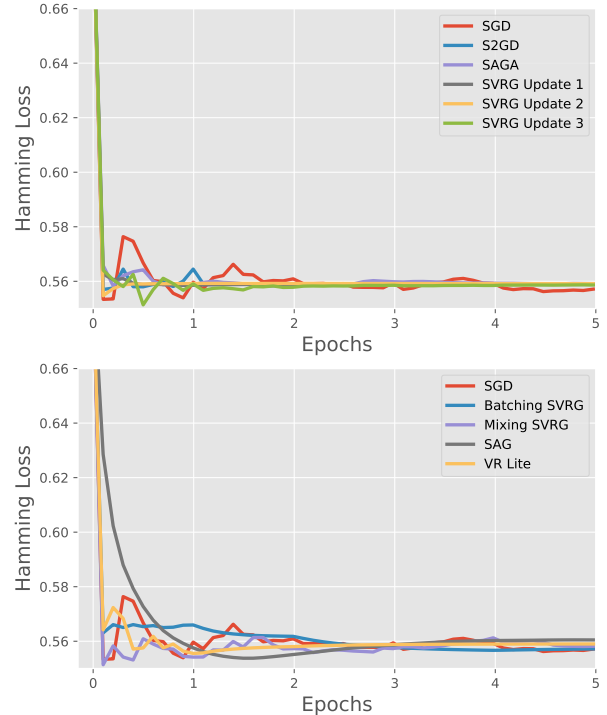 0.66
0.64
0.62
0.60
0.58
0.56
Hamming Loss
SGD
S2GD
SAGA
SVRG Update 1
SVRG Update 2
SVRG Update 3
0 1 2 3 4 5
Epochs
0.66
0.64
0.62
0.60
0.58
0.56
Hamming Loss
SGD
Batching SVRG
Mixing SVRG
SAG
VR Lite
0 1 2 3 4 5
Epochs